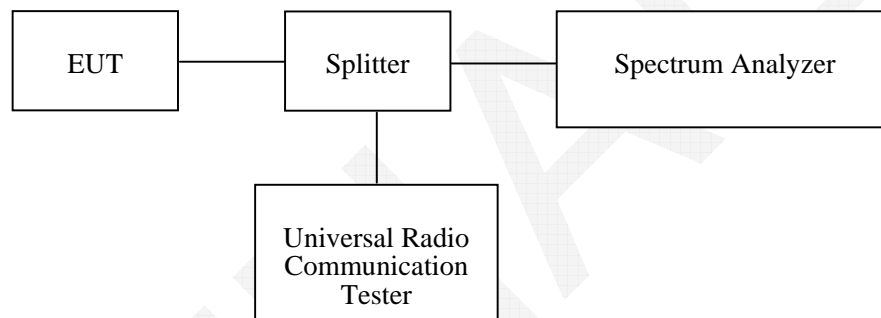 EUT
Splitter
Spectrum Analyzer
Universal Radio
Communication
Tester